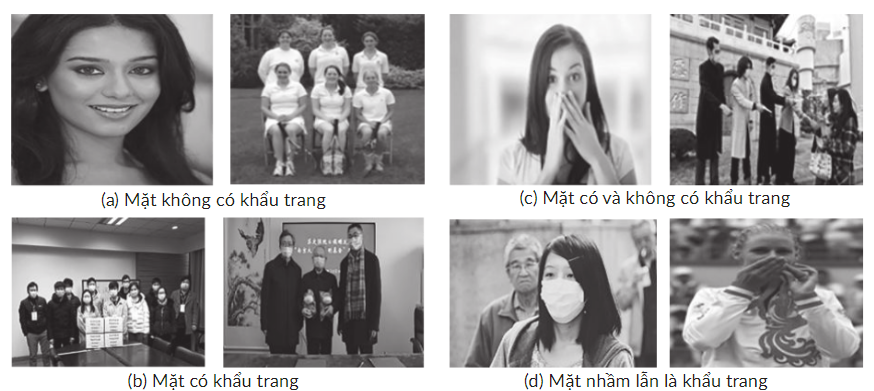 (a) Mặt không có khẩu trang
(c) Mặt có và không có khẩu trang
(b) Mặt có khẩu trang
(d) Mặt nhầm lẫn là khẩu trang